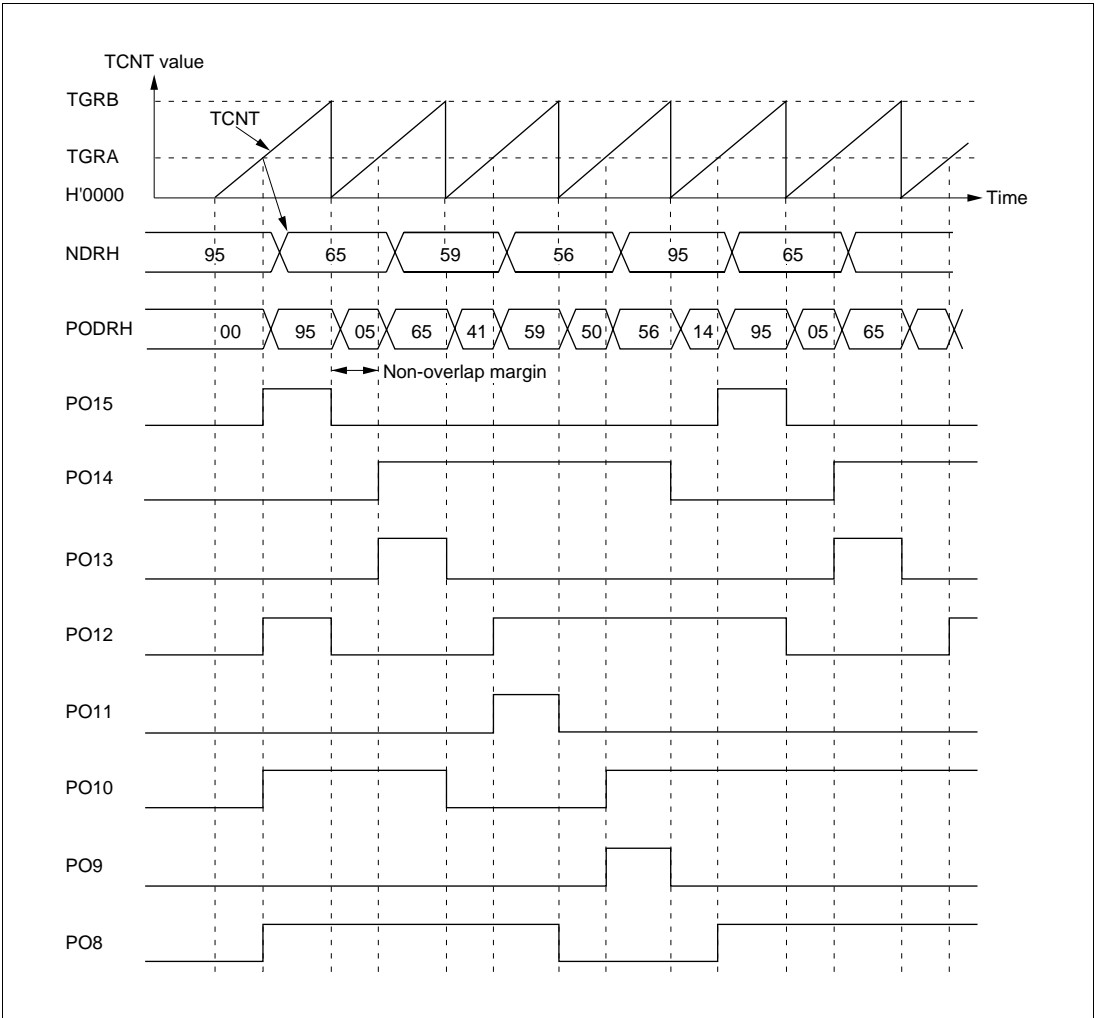 TCNT value
TGRB
TCNT
TGRA
H'0000
Time
NDRH 95 65 59 56 95 65
PODRH 00 95 05 65 41 59 50 56 14 95 05 65
Non-overlap margin
PO15
PO14
PO13
PO12
PO11
PO10
PO9
PO8